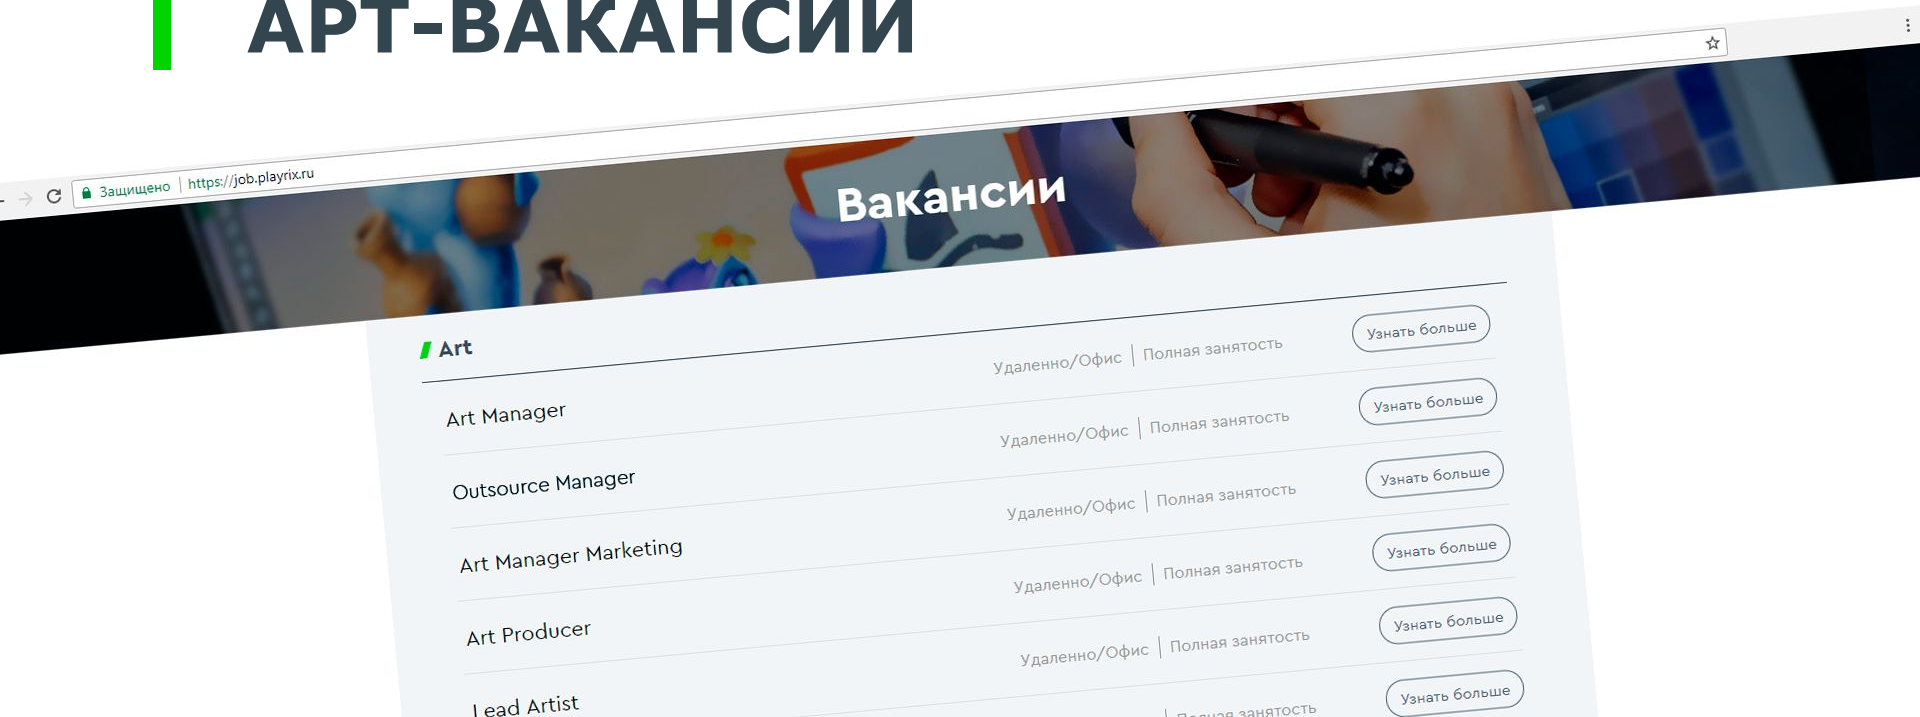 АРТ-ВАКАНСИИ
Защищено | https://job.playrix.ru
Вакансии
Art
Art Manager
Удаленно/Офис | Полная занятость
Узнать больше
Outsource Manager
Удаленно/Офис | Полная занятость
Узнать больше
Art Manager Marketing
Удаленно/Офис | Полная занятость
Узнать больше
Art Producer
Удаленно/Офис | Полная занятость
Узнать больше
Lead Artist
Удаленно/Офис | Полная занятость
Узнать больше
Полная занятость
Узнать больше